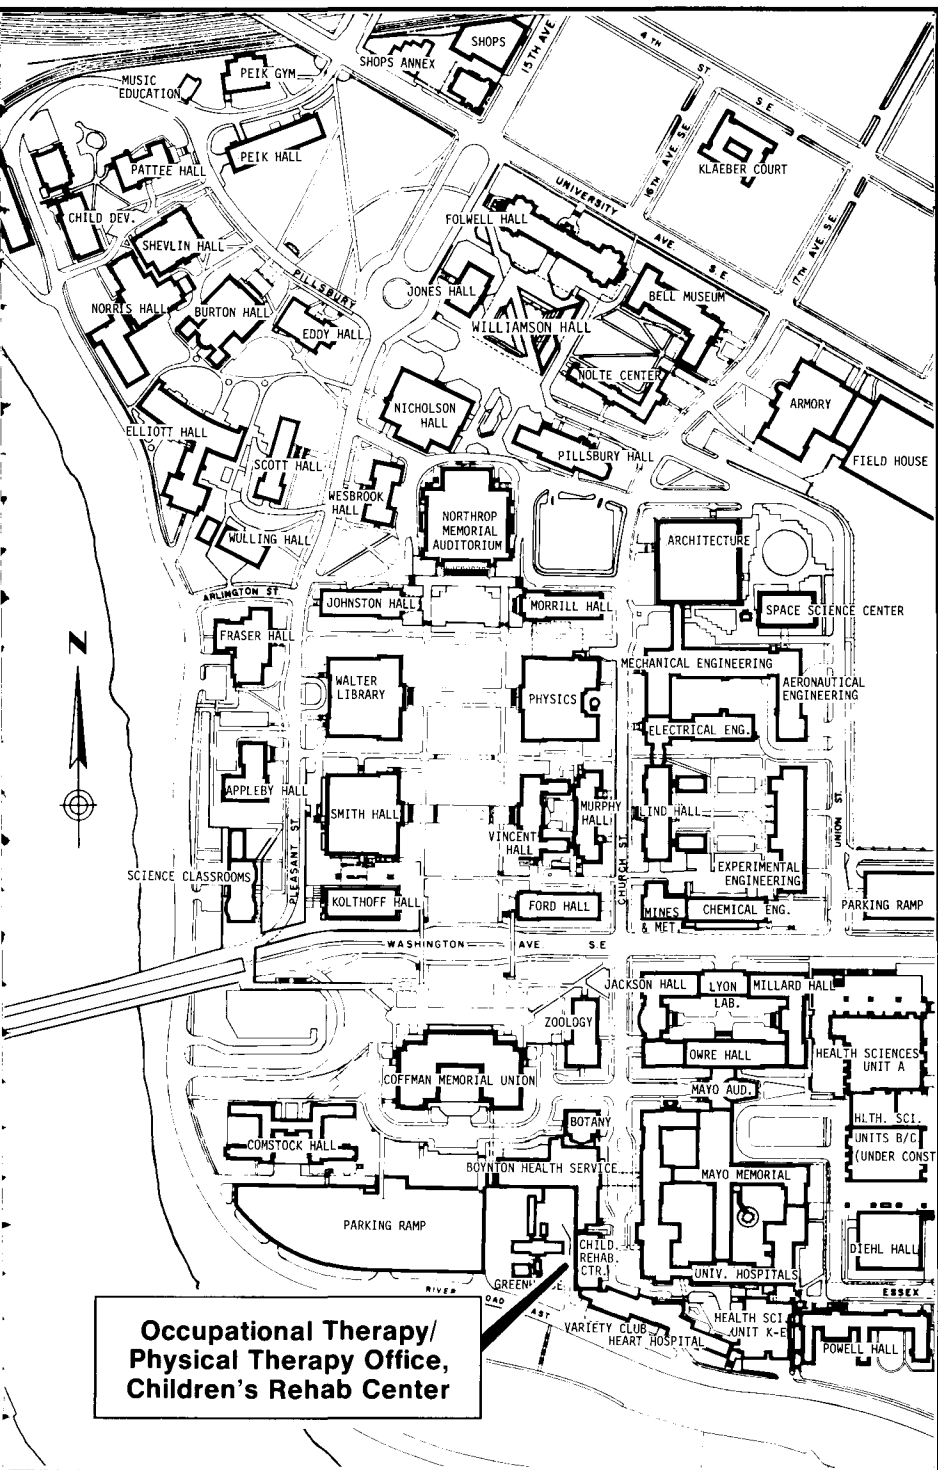 SHOPS
SHOPS ANNEX
15TH AVE.
4 TH
ST.
S.E.
MUSIC
EDUCATION
PEIK GYM
PEIK HALL
PATTEE HALL
16TH AVE S.E.
KLAEBER COURT
CHILD DEV.
SHEVLIN HALL
FOLWELL HALL
UNIVERSITY
AVE.
S.E.
17TH AVE S.E.
PILLSBURY
NORRIS HALL
BURTON HALL
EDDY HALL
JONES HALL
BELL MUSEUM
WILLIAMSON HALL
NOLTE CENTER
NICHOLSON
HALL
ARMORY
ELLIOTT HALL
SCOTT HALL
PILLSBURY HALL
FIELD HOUSE
WESBROOK
HALL
NORTHROP
MEMORIAL
AUDITORIUM
WULLING HALL
ARCHITECTURE
ARLINGTON ST.
JOHNSTON HALL
MORRILL HALL
SPACE SCIENCE CENTER
FRASER HALL
N
MECHANICAL ENGINEERING
WALTER
LIBRARY
PHYSICS
AERONAUTICAL
ENGINEERING
ELECTRICAL ENG.
APPLEBY HALL
SMITH HALL
VINCENT
HALL
MURPHY
HALL
LIND HALL
UNION ST.
PLEASANT ST.
CHURCH ST.
SCIENCE CLASSROOMS
EXPERIMENTAL
ENGINEERING
KOLTHOFF HALL
FORD HALL
MINES
& MET.
CHEMICAL ENG.
PARKING RAMP
WASHINGTON
AVE.
S.E
JACKSON HALL
LYON
LAB.
MILLARD HALL
ZOOLOGY
OWRE HALL
HEALTH SCIENCES
UNIT A
COFFMAN MEMORIAL UNION
MAYO AUD.
BOTANY
HLTH. SCI.
UNITS B/C
(UNDER CONST
COMSTOCK HALL
BOYNTON HEALTH SERVICE
MAYO MEMORIAL
PARKING RAMP
CHILD.
REHAB.
CTR.
DIEHL HALL
UNIV. HOSPITALS
RIVER
EAST
ESSEX
VARIETY CLUB
HEART HOSPITAL
HEALTH SCI.
UNIT K-E
POWELL HALL
Occupational Therapy/
Physical Therapy Office,
Children's Rehab Center